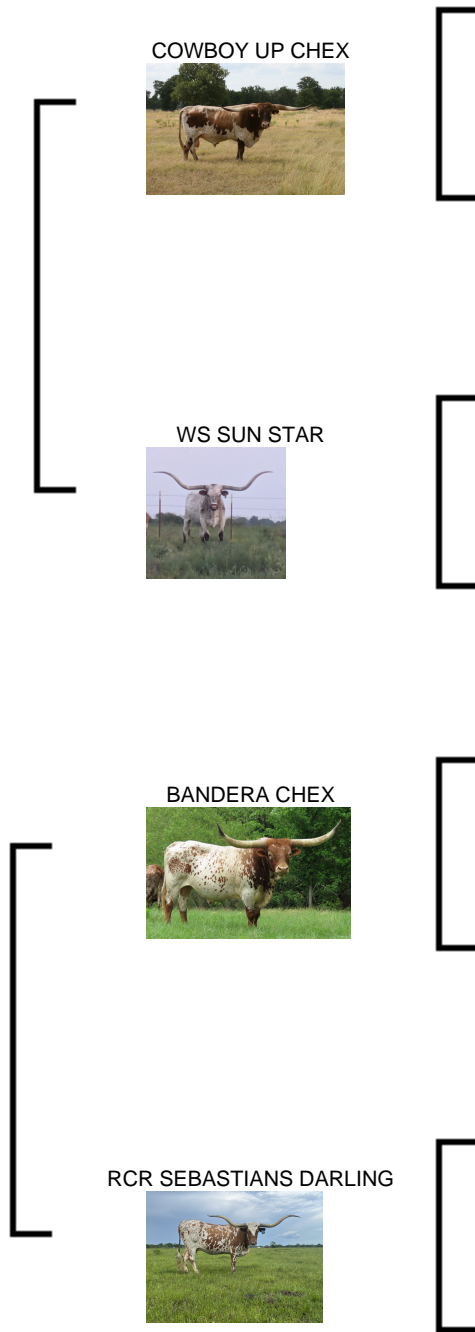 COWBOY UP CHEX
WS SUN STAR
BANDERA CHEX
RCR SEBASTIANS DARLING